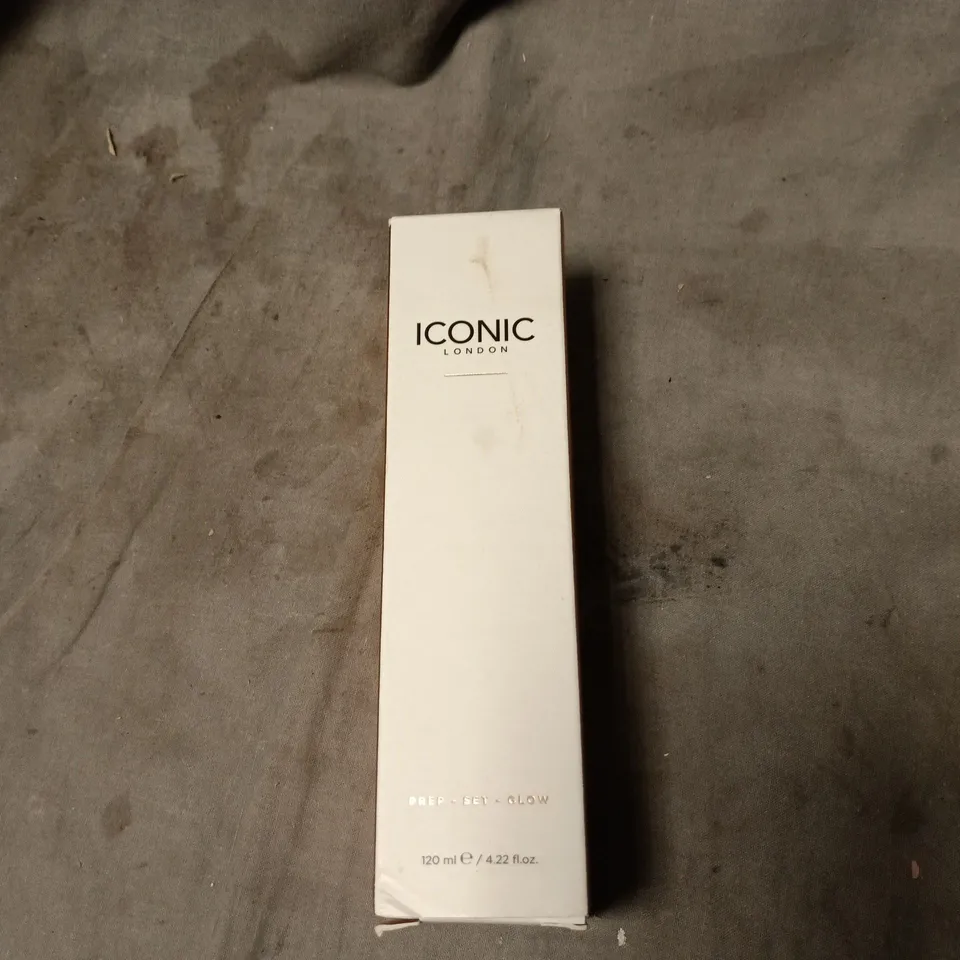 ICONIC
LONDON
PREP - SET - GLOW
120 ml ℮ / 4.22 fl.oz.